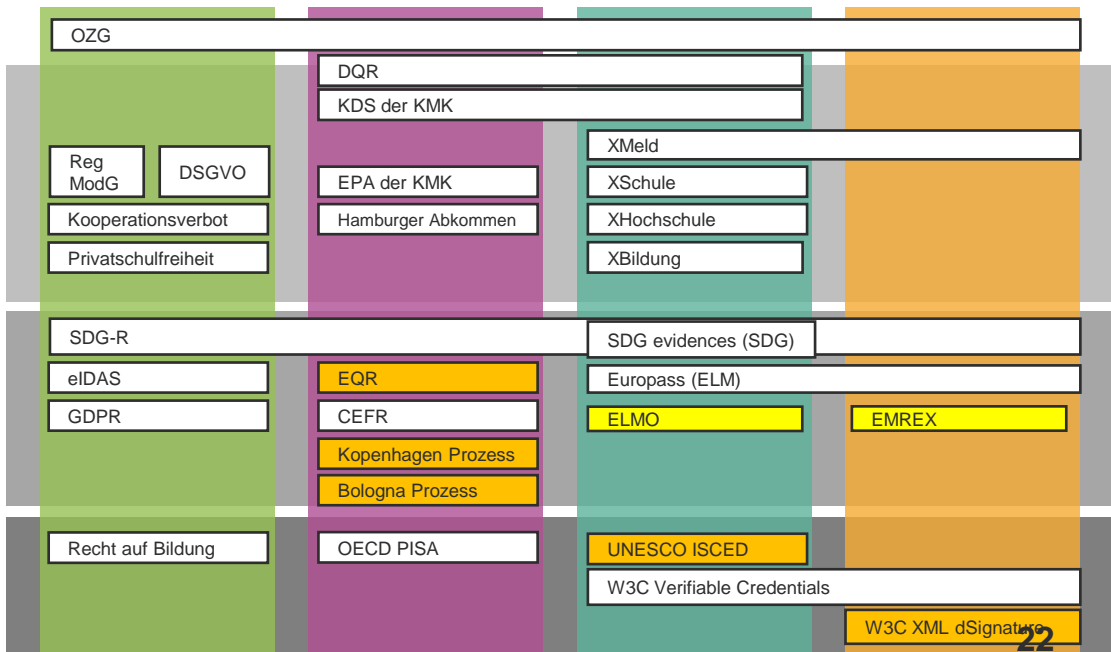 OZG
DQR
KDS der KMK
XMeld
Reg
ModG
DSGVO
EPA der KMK
XSchule
Kooperationsverbot
Hamburger Abkommen
XHochschule
Privatschulfreiheit
XBildung
SDG-R
SDG evidences (SDG)
eIDAS
EQR
Europass (ELM)
GDPR
CEFR
ELMO
EMREX
Kopenhagen Prozess
Bologna Prozess
Recht auf Bildung
OECD PISA
UNESCO ISCED
W3C Verifiable Credentials
W3C XML dSignature
22